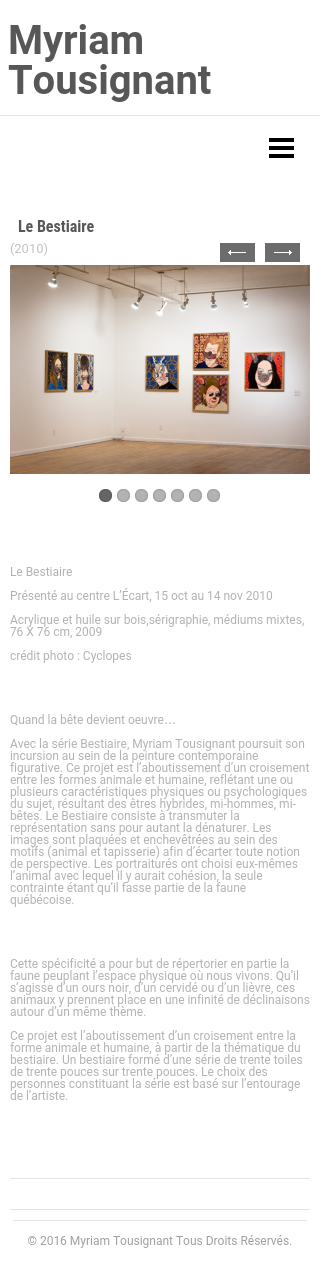 Myriam
Tousignant
Le Bestiaire
(2010)
Le Bestiaire
Présenté au centre L’Écart, 15 oct au 14 nov 2010
Acrylique et huile sur bois,sérigraphie, médiums mixtes,
76 X 76 cm, 2009
crédit photo : Cyclopes
Quand la bête devient oeuvre…
Avec la série Bestiaire, Myriam Tousignant poursuit son
incursion au sein de la peinture contemporaine
figurative. Ce projet est l’aboutissement d’un croisement
entre les formes animale et humaine, reflétant une ou
plusieurs caractéristiques physiques ou psychologiques
du sujet, résultant des êtres hybrides, mi-hommes, mi-
bêtes. Le Bestiaire consiste à transmuter la
représentation sans pour autant la dénaturer. Les
images sont plaquées et enchevêtrées au sein des
motifs (animal et tapisserie) afin d’écarter toute notion
de perspective. Les portraiturés ont choisi eux-mêmes
l’animal avec lequel il y aurait cohésion, la seule
contrainte étant qu’il fasse partie de la faune
québécoise.
Cette spécificité a pour but de répertorier en partie la
faune peuplant l’espace physique où nous vivons. Qu’il
s’agisse d’un ours noir, d’un cervidé ou d’un lièvre, ces
animaux y prennent place en une infinité de déclinaisons
autour d’un même thème.
Ce projet est l’aboutissement d’un croisement entre la
forme animale et humaine, à partir de la thématique du
bestiaire. Un bestiaire formé d’une série de trente toiles
de trente pouces sur trente pouces. Le choix des
personnes constituant la série est basé sur l’entourage
de l’artiste.
© 2016 Myriam Tousignant Tous Droits Réservés.